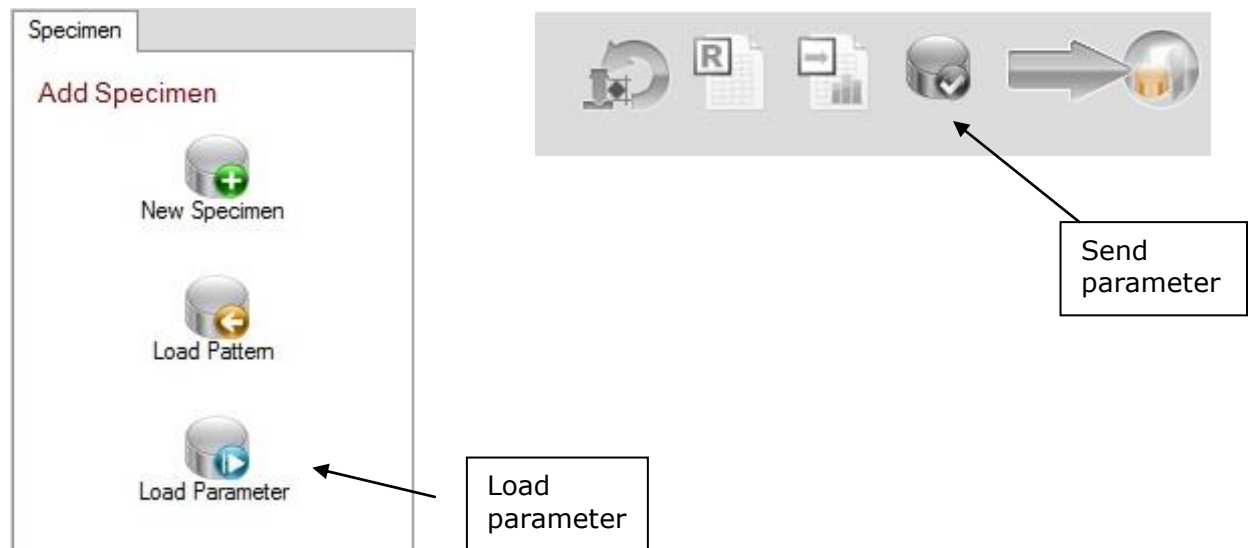 Specimen
Add Specimen
New Specimen
Load Pattern
Load Parameter
R
Send
parameter
Load
parameter